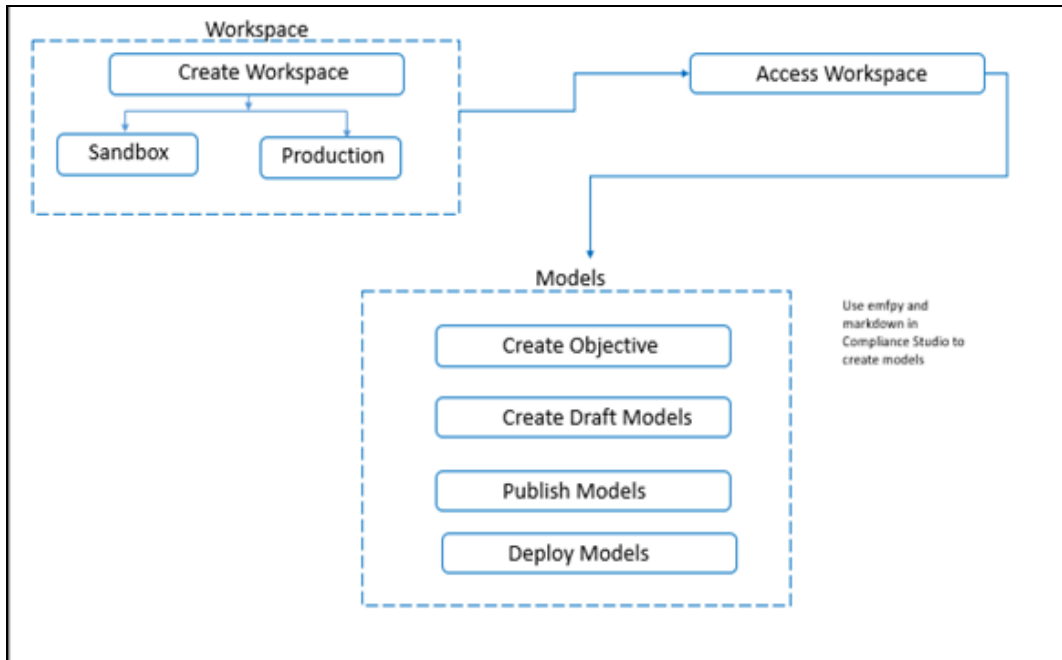 Workspace
Create Workspace
Sandbox
Production
Access Workspace
Models
Create Objective
Create Draft Models
Publish Models
Deploy Models
Use emfpy and
markdown in
Compliance Studio to
create models